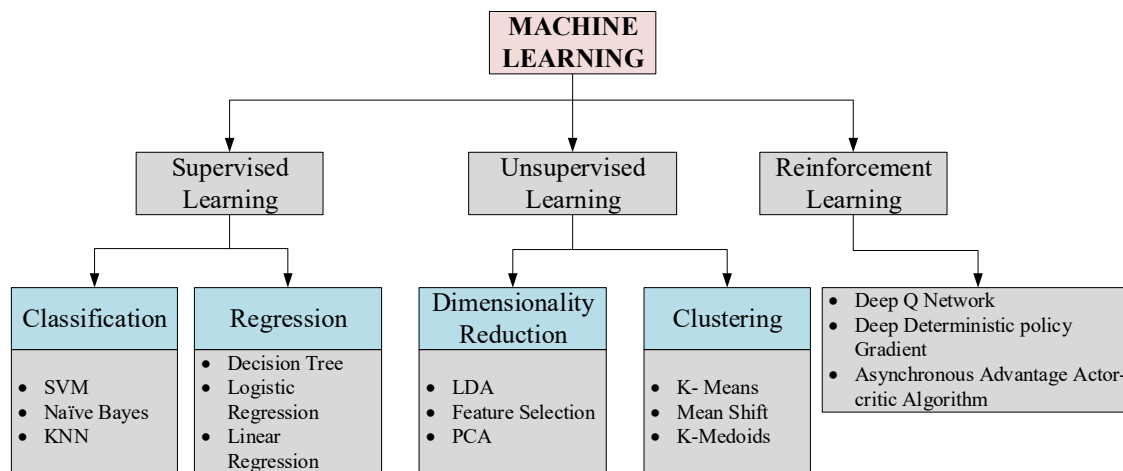 MACHINE
LEARNING
Supervised
Learning
Unsupervised
Learning
Reinforcement
Learning
Classification
• SVM
• Naïve Bayes
• KNN
Regression
• Decision Tree
• Logistic
Regression
• Linear
Regression
Dimensionality
Reduction
• LDA
• Feature Selection
• PCA
Clustering
• K- Means
• Mean Shift
• K-Medoids
• Deep Q Network
• Deep Deterministic policy
Gradient
• Asynchronous Advantage Actor-
critic Algorithm